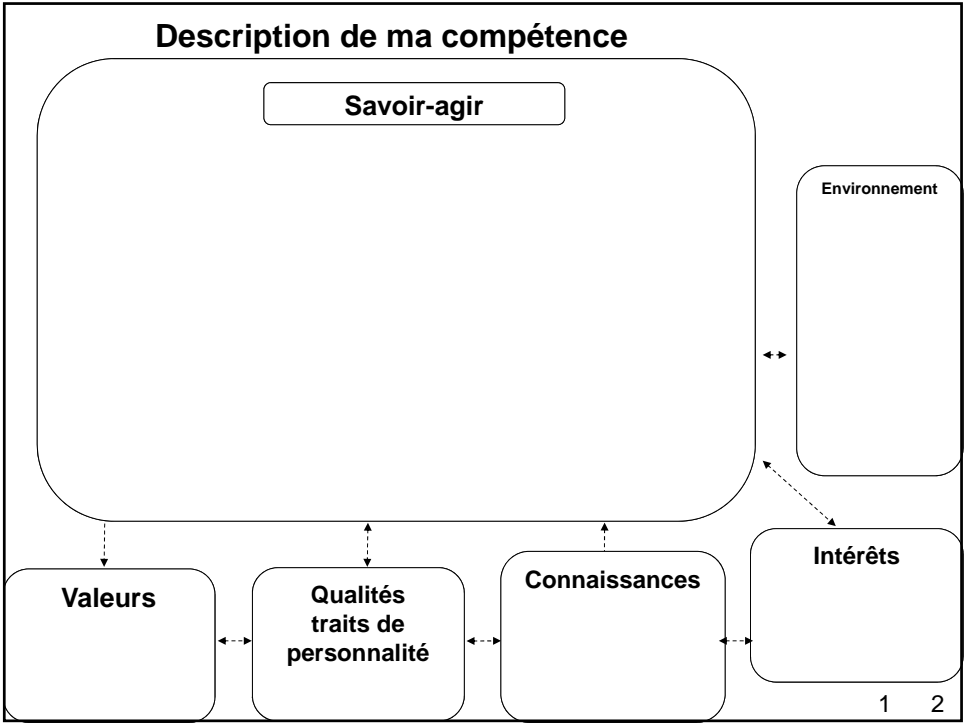 Description de ma compétence
Savoir-agir
Environnement
Valeurs
Qualités
traits de
personnalité
Connaissances
Intérêts
1 2